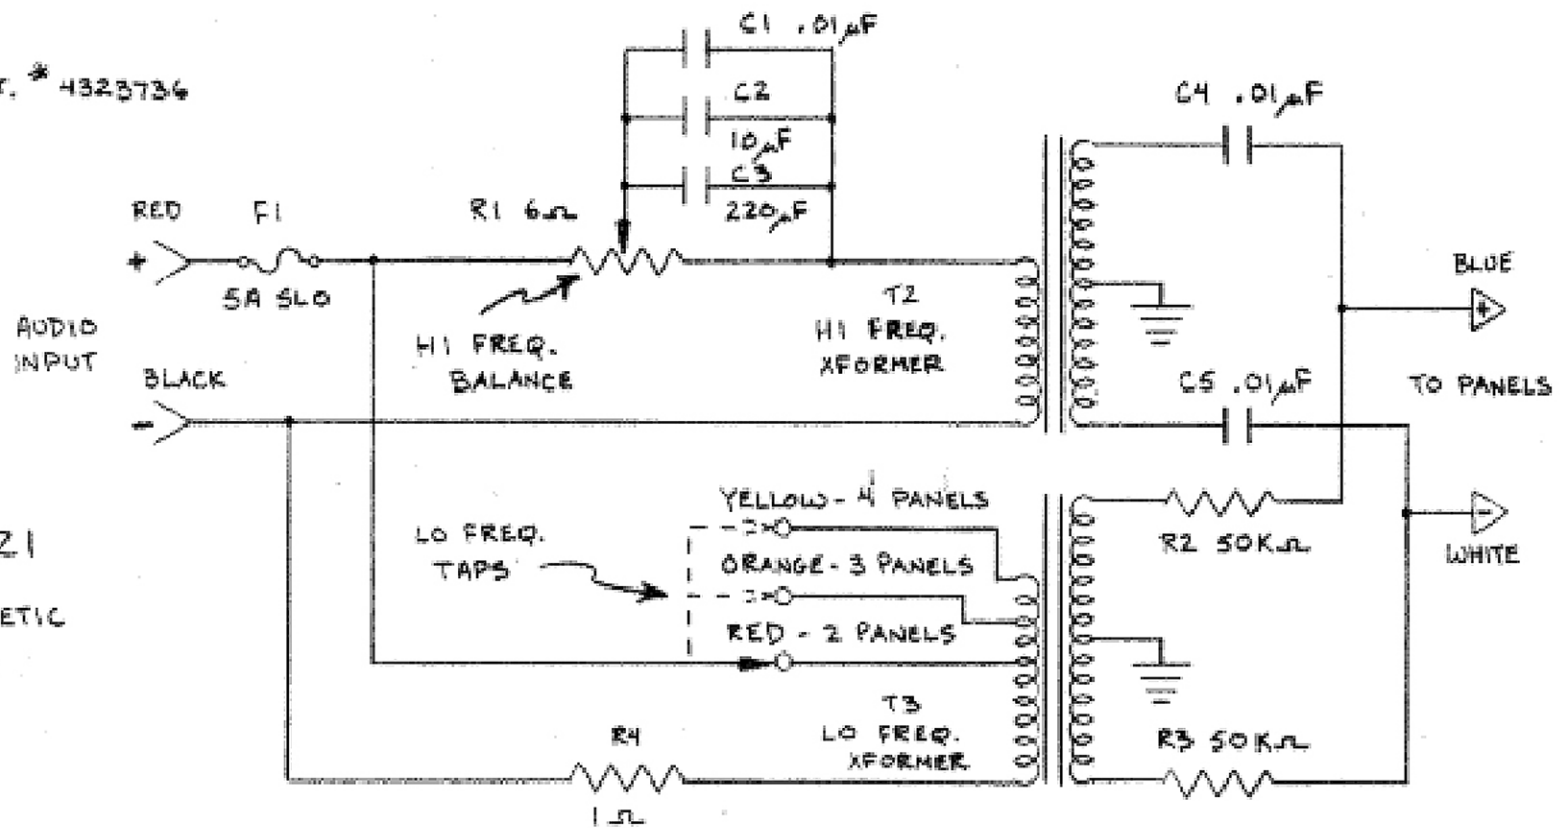 C1 .01µF
T. # 4323736
C2
C4 .01µF
10µF
C3
RED
F1
R1 6Ω
220µF
+
5A SLO
BLUE
+
T2
HI FREQ.
XFORMER
AUDIO
INPUT
HI FREQ.
BALANCE
BLACK
C5 .01µF
TO PANELS
-
YELLOW - 4 PANELS
-
LO FREQ.
TAPS
R2 50KΩ
WHITE
Z1
ORANGE - 3 PANELS
ETIC
RED - 2 PANELS
T3
LO FREQ.
XFORMER
R4
R3 50KΩ
1Ω